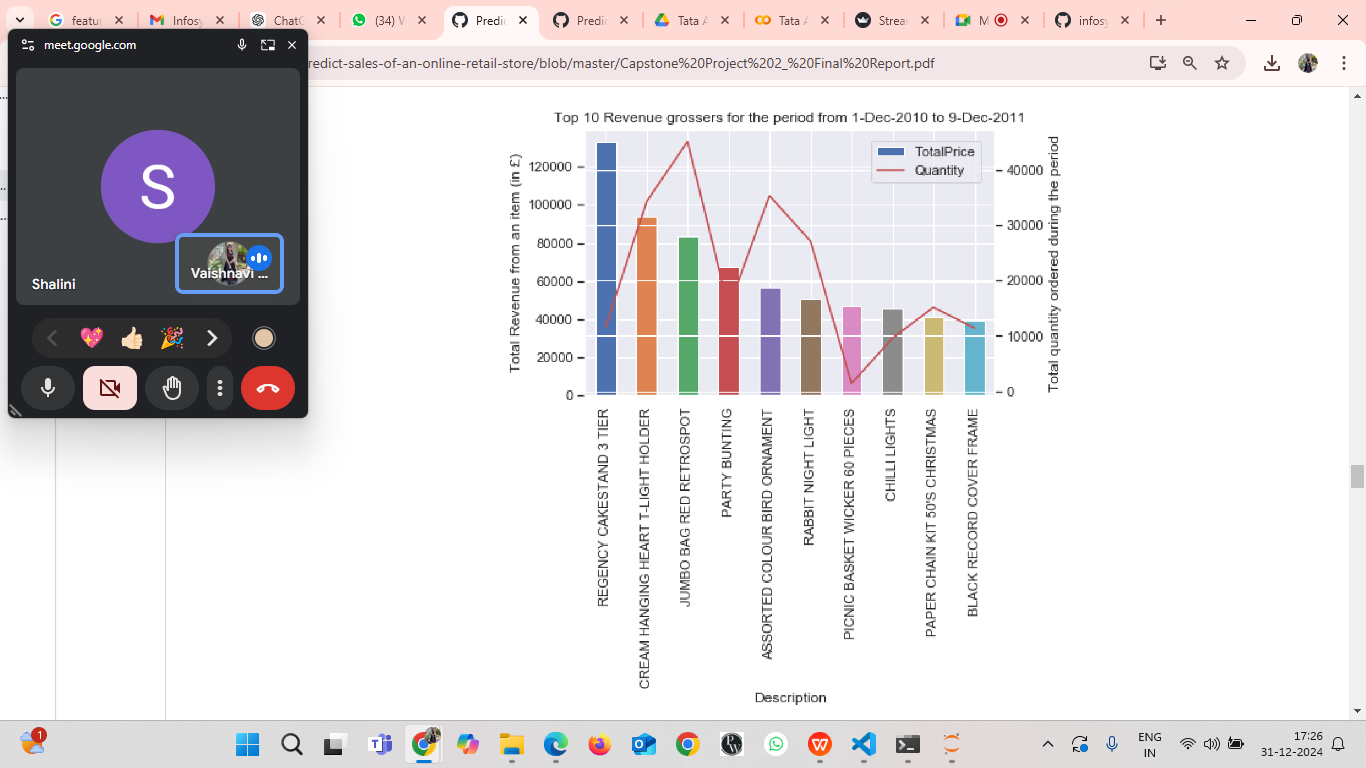 featur
Infosy
ChatG
(34) W
Predic
Predic
Tata A
Tata A
Stream
M
infosy
meet.google.com
redict-sales-of-an-online-retail-store/blob/master/Capstone%20Project%202_%20Final%20Report.pdf
S
Vaishnavi ...
Shalini
Top 10 Revenue grossers for the period from 1-Dec-2010 to 9-Dec-2011
TotalPrice
Quantity
Total Revenue from an item (in £)
120000
100000
80000
60000
40000
20000
0
Total quantity ordered during the period
40000
30000
20000
10000
0
REGENCY CAKESTAND 3 TIER
CREAM HANGING HEART T-LIGHT HOLDER
JUMBO BAG RED RETROSPOT
PARTY BUNTING
ASSORTED COLOUR BIRD ORNAMENT
RABBIT NIGHT LIGHT
PICNIC BASKET WICKER 60 PIECES
CHILLI LIGHTS
PAPER CHAIN KIT 50'S CHRISTMAS
BLACK RECORD COVER FRAME
Description
1
ENG
IN
17:26
31-12-2024